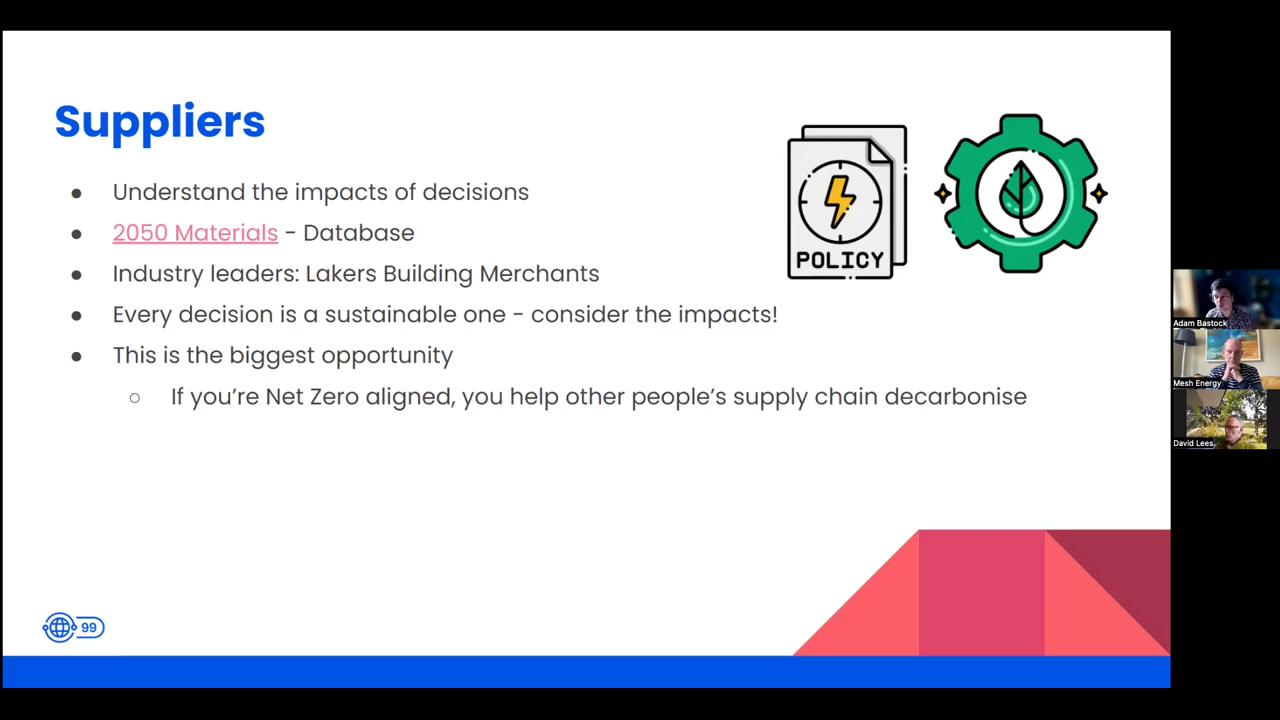 Suppliers
● Understand the impacts of decisions
● 2050 Materials - Database
● Industry leaders: Lakers Building Merchants
● Every decision is a sustainable one - consider the impacts!
● This is the biggest opportunity
○ If you’re Net Zero aligned, you help other people’s supply chain decarbonise
POLICY
99
Adam Bastock
Mesh Energy
David Lees